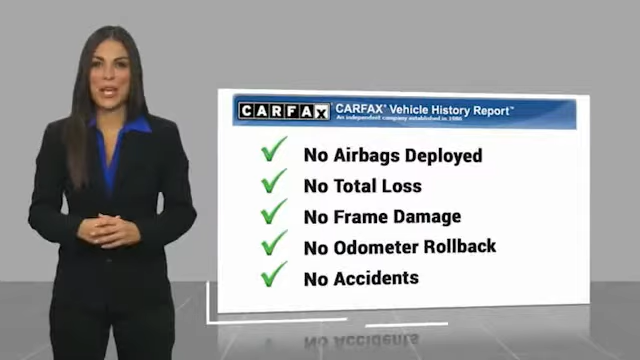 CARFAX CARFAX® Vehicle History Report™
An independent company established in 1986
No Airbags Deployed
No Total Loss
No Frame Damage
No Odometer Rollback
No Accidents